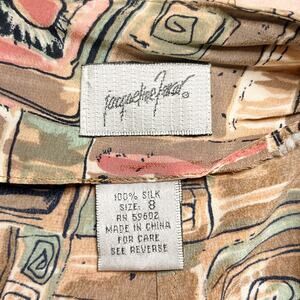 jacqueline Ferrar ®
100% SILK
SIZE: 8
RN 59602
MADE IN CHINA
FOR CARE
SEE REVERSE